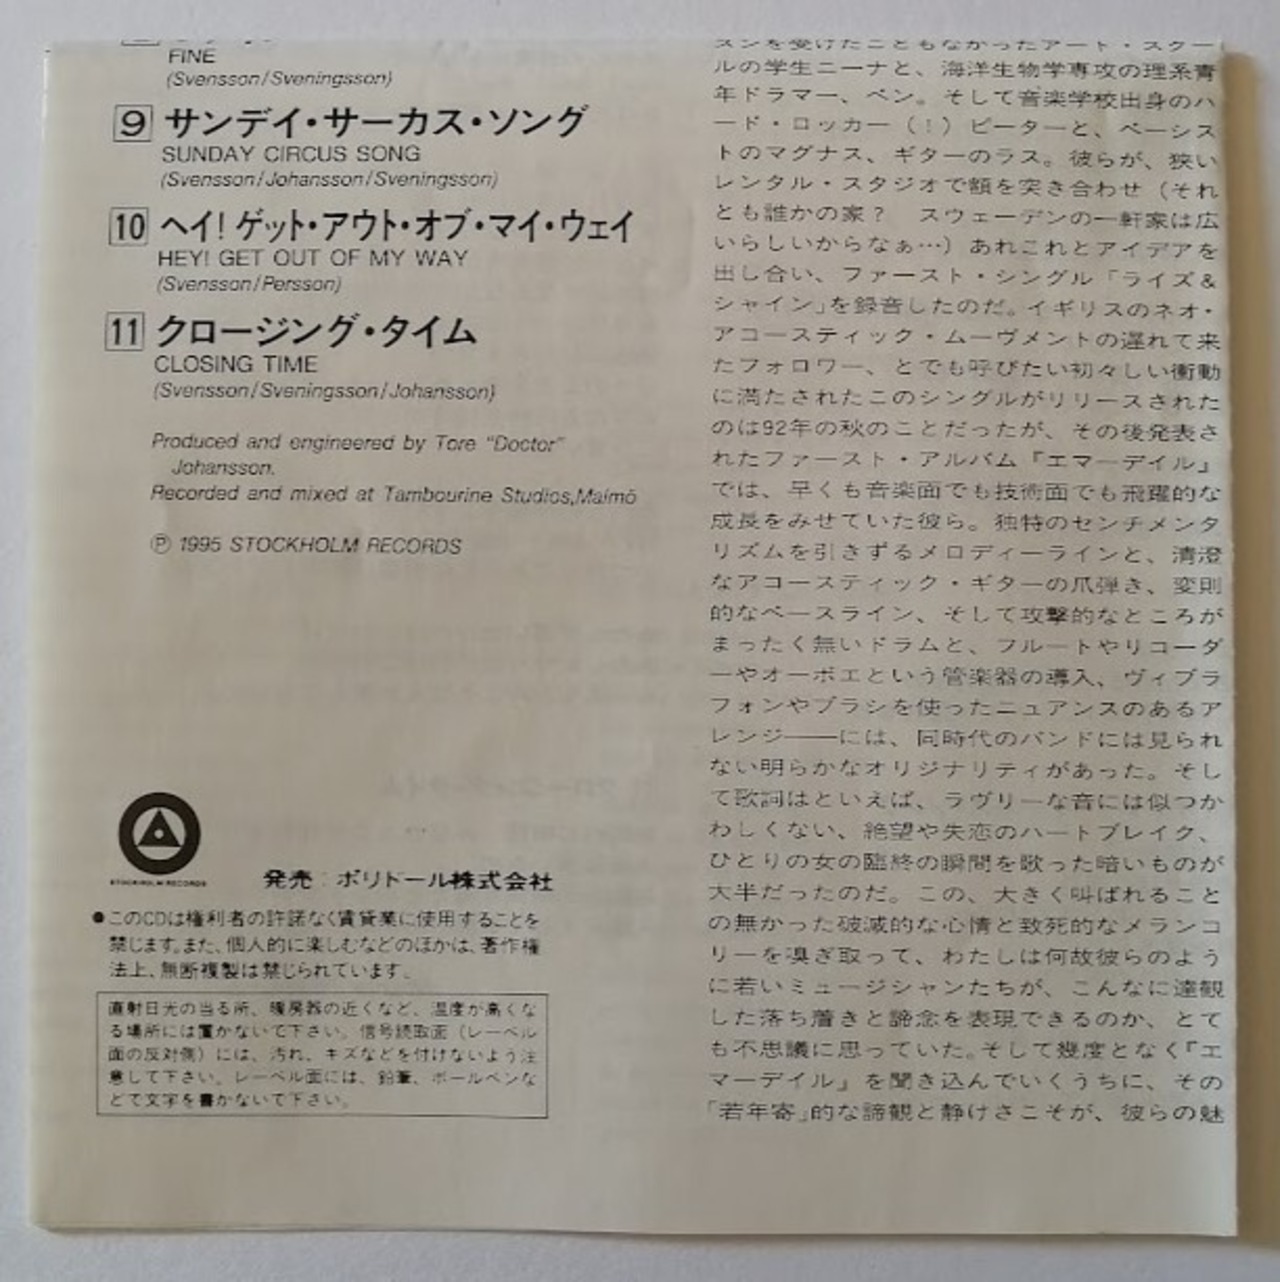 FINE
(Svensson/Sveningsson)
9 サンデイ・サーカス・ソング
SUNDAY CIRCUS SONG
(Svensson/Johansson/Sveningsson)
10 ヘイ!ゲット・アウト・オブ・マイ・ウェイ
HEY! GET OUT OF MY WAY
(Svensson/Persson)
11 クロージング・タイム
CLOSING TIME
(Svensson/Sveningsson/Johansson)
Produced and engineered by Tore "Doctor"
Johansson.
Recorded and mixed at Tambourine Studios,Malmö
Ⓟ 1995 STOCKHOLM RECORDS
STOCKHOLM RECORDS
発売:ポリドール株式会社
●このCDは権利者の許諾なく賃貸業に使用することを
禁じます。また、個人的に楽しむなどのほかは、著作権
法上、無断複製は禁じられています。
直射日光の当る所、暖房器の近くなど、温度が高くな
る場所には置かないで下さい。信号読取面(レーベル
面の反対側)には、汚れ、キズなどを付けないよう注
意して下さい。レーベル面には、鉛筆、ボールペンな
どで文字を書かないで下さい。
を受けたこともなかったアート・スクー
ルの学生ニーナと、海洋生物学専攻の理系青
年ドラマー、ベン。そして音楽学校出身のハ
ード・ロッカー(!)ピーターと、ベーシス
トのマグナス、ギターのラス。彼らが、狭い
レンタル・スタジオで額を突き合わせ(それ
とも誰かの家? スウェーデンの一軒家は広
いらしいからなぁ…)あれこれとアイデアを
出し合い、ファースト・シングル「ライズ&
シャイン」を録音したのだ。イギリスのネオ・
アコースティック・ムーヴメントの遅れて来
たフォロワー、とでも呼びたい初々しい衝動
に満たされたこのシングルがリリースされた
のは92年の秋のことだったが、その後発表さ
れたファースト・アルバム『エマーデイル』
では、早くも音楽面でも技術面でも飛躍的な
成長をみせていた彼ら。独特のセンチメンタ
リズムを引きずるメロディーラインと、清澄
なアコースティック・ギターの爪弾き、変則
的なベースライン、そして攻撃的なところが
まったく無いドラムと、フルートやリコーダ
ーやオーボエという管楽器の導入、ヴィブラ
フォンやブラシを使ったニュアンスのあるア
レンジ――には、同時代のバンドには見られ
ない明らかなオリジナリティがあった。そし
て歌詞はといえば、ラヴリーな音には似つか
わしくない、絶望や失恋のハートブレイク、
ひとりの女の臨終の瞬間を歌った暗いものが
大半だったのだ。この、大きく叫ばれること
の無かった破滅的な心情と致死的なメランコ
リーを嗅ぎ取って、わたしは何故彼らのよう
に若いミュージシャンたちが、こんなに達観
した落ち着きと諦念を表現できるのか、とて
も不思議に思っていた。そして幾度となく『エ
マーデイル』を聞き込んでいくうちに、その
「若年寄」的な諦観と静けさこそが、彼らの魅